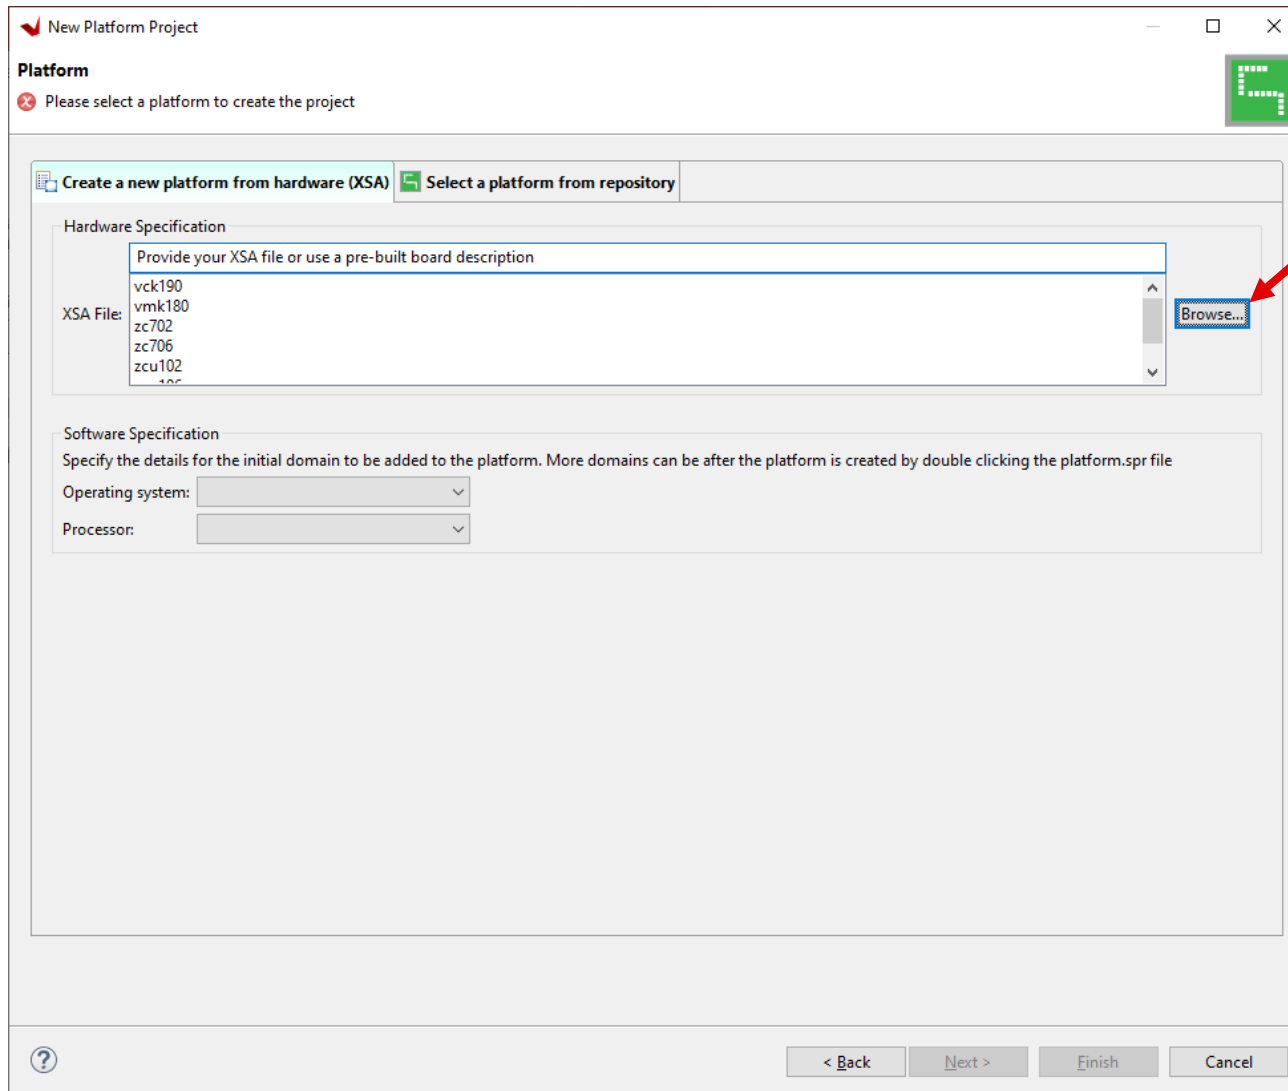 New Platform Project
Platform
Please select a platform to create the project
Create a new platform from hardware (XSA)
Select a platform from repository
Hardware Specification
Provide your XSA file or use a pre-built board description
vck190
vmk180
XSA File:
Browse...
zc702
zc706
zcu102
Software Specification
Specify the details for the initial domain to be added to the platform. More domains can be after the platform is created by double clicking the platform.spr file
Operating system:
Processor:
?
< Back
Next >
Finish
Cancel